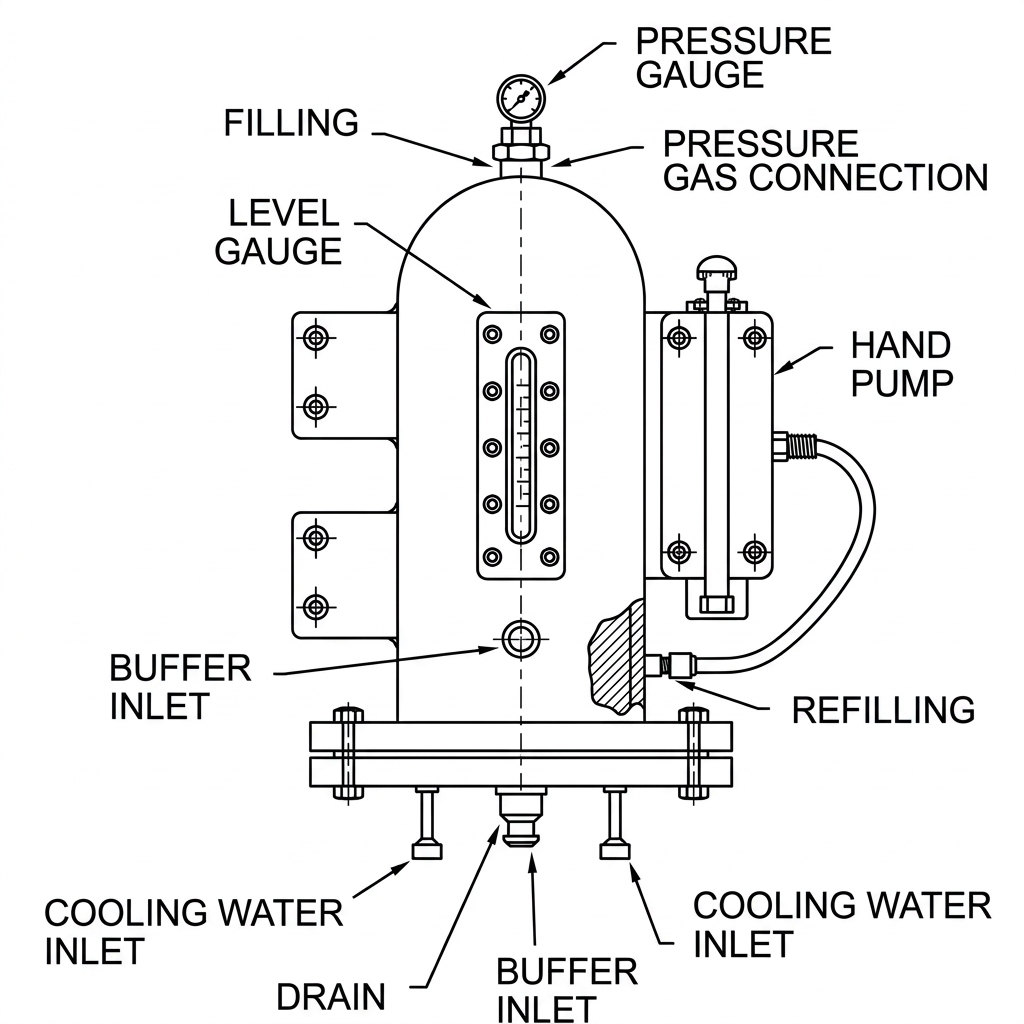 PRESSURE
GAUGE
FILLING
PRESSURE
GAS CONNECTION
LEVEL
GAUGE
HAND
PUMP
BUFFER
INLET
REFILLING
COOLING WATER
INLET
COOLING WATER
INLET
DRAIN
BUFFER
INLET